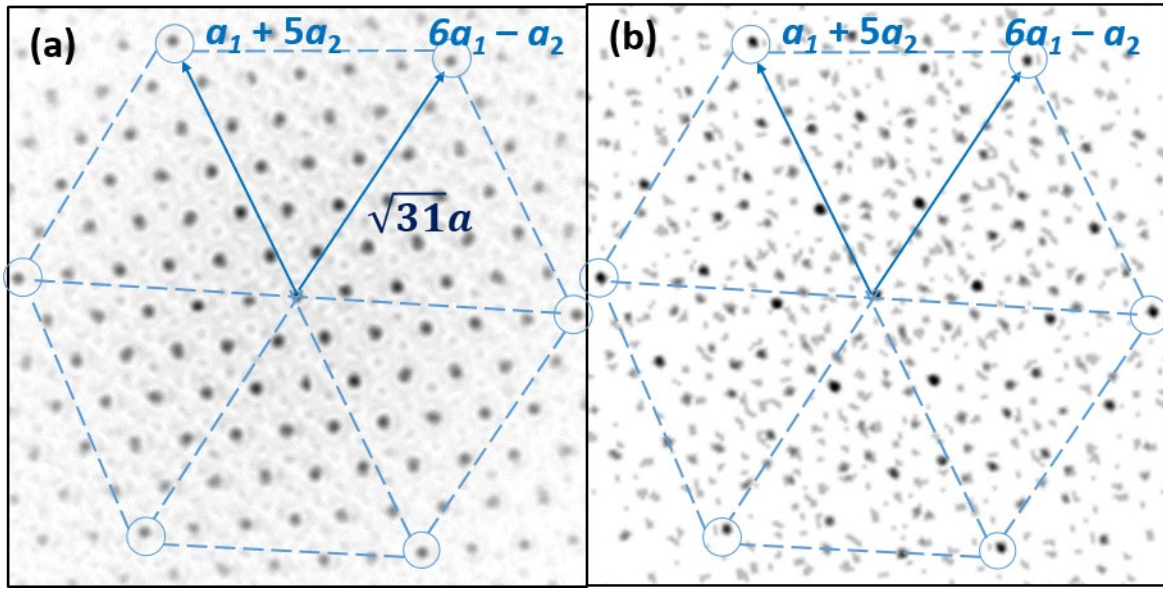 (a)
a₁ + 5a₂
6a₁ − a₂
√31a
(b)
a₁ + 5a₂
6a₁ − a₂